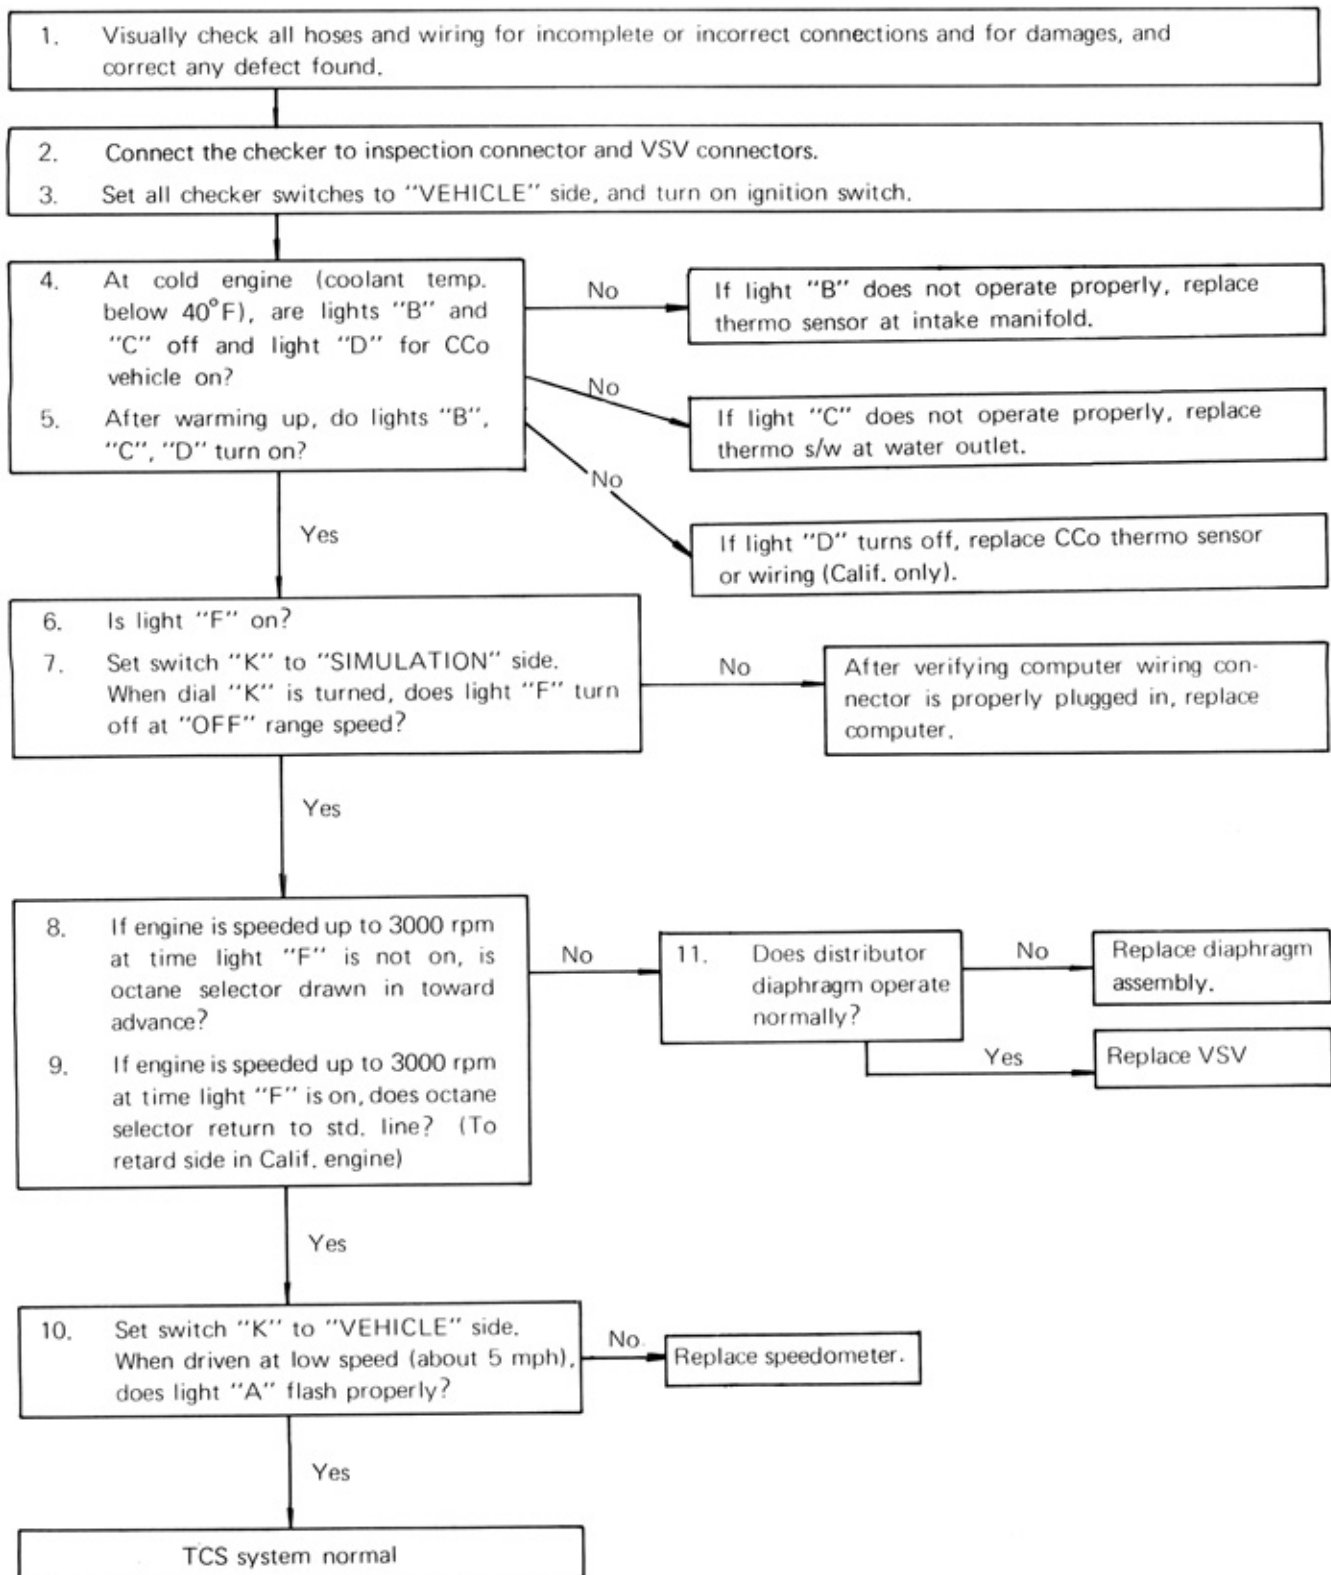 1. Visually check all hoses and wiring for incomplete or incorrect connections and for damages, and
correct any defect found.
2. Connect the checker to inspection connector and VSV connectors.
3. Set all checker switches to "VEHICLE" side, and turn on ignition switch.
4. At cold engine (coolant temp.
below 40°F), are lights "B" and
"C" off and light "D" for CCo
vehicle on?
5. After warming up, do lights "B",
"C", "D" turn on?
No
If light "B" does not operate properly, replace
thermo sensor at intake manifold.
No
If light "C" does not operate properly, replace
thermo s/w at water outlet.
No
If light "D" turns off, replace CCo thermo sensor
or wiring (Calif. only).
Yes
6. Is light "F" on?
7. Set switch "K" to "SIMULATION" side.
When dial "K" is turned, does light "F" turn
off at "OFF" range speed?
No
After verifying computer wiring con-
nector is properly plugged in, replace
computer.
Yes
8. If engine is speeded up to 3000 rpm
at time light "F" is not on, is
octane selector drawn in toward
advance?
9. If engine is speeded up to 3000 rpm
at time light "F" is on, does octane
selector return to std. line? (To
retard side in Calif. engine)
No
11. Does distributor
diaphragm operate
normally?
No
Replace diaphragm
assembly.
Yes
Replace VSV
Yes
10. Set switch "K" to "VEHICLE" side.
When driven at low speed (about 5 mph),
does light "A" flash properly?
No
Replace speedometer.
Yes
TCS system normal